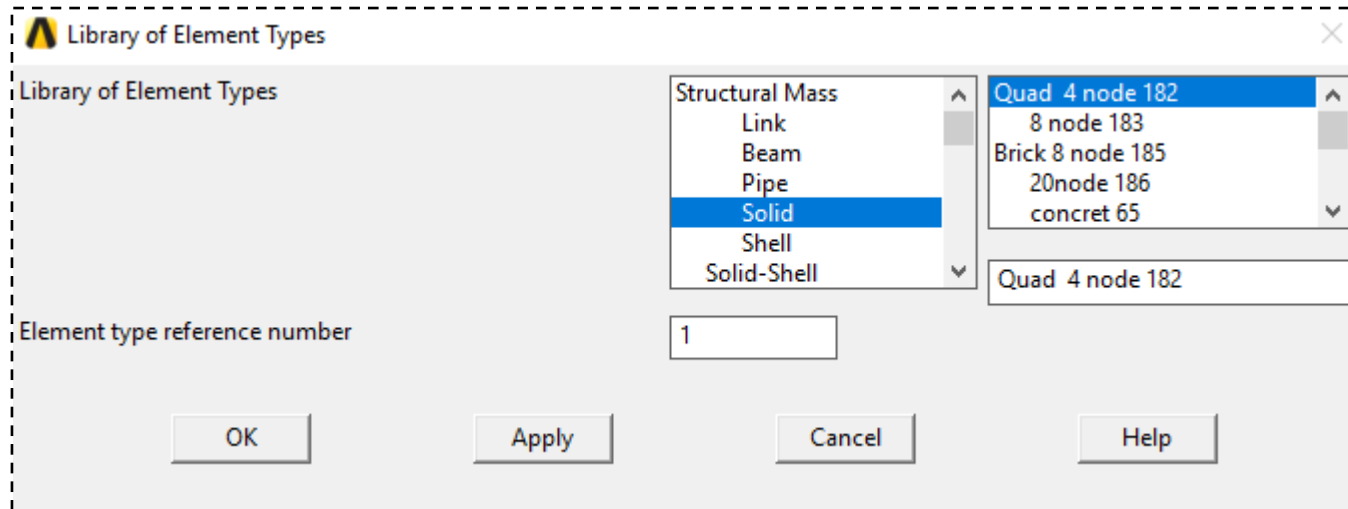 Library of Element Types
Library of Element Types
Structural Mass
Link
Beam
Pipe
Solid
Shell
Solid-Shell
Quad 4 node 182
8 node 183
Brick 8 node 185
20node 186
concret 65
Quad 4 node 182
Element type reference number
1
OK
Apply
Cancel
Help